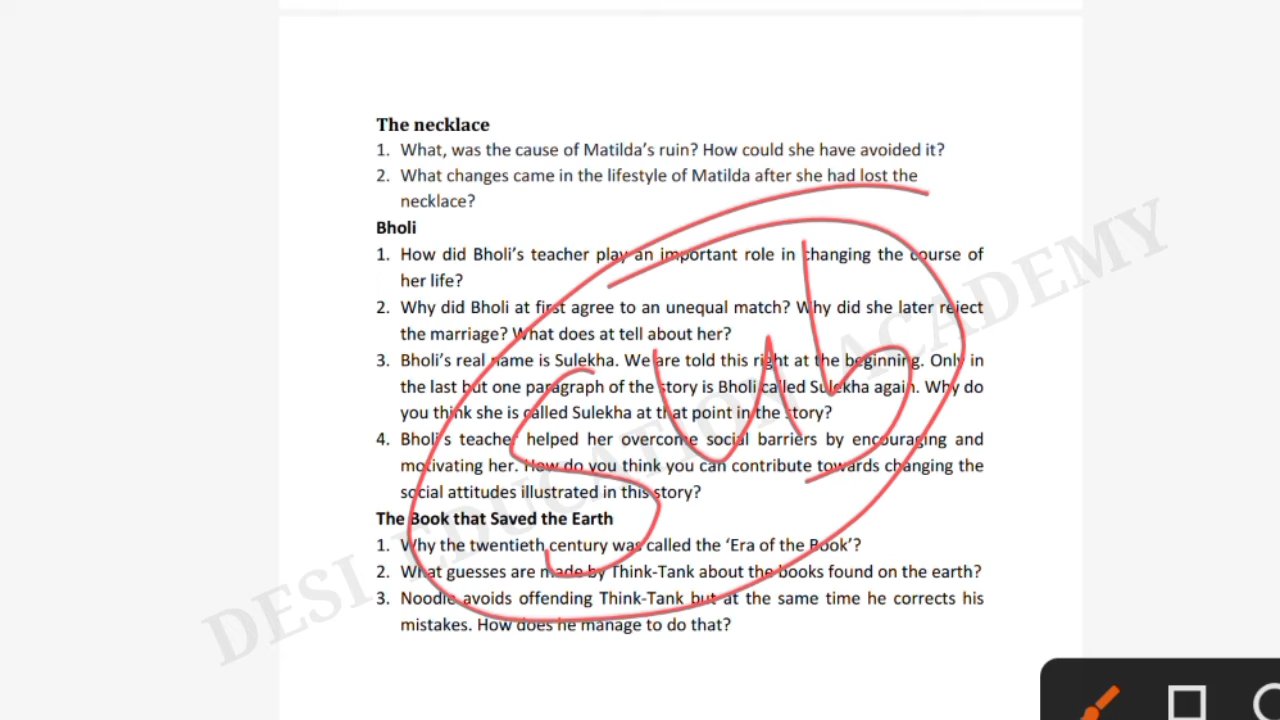 The necklace
1. What, was the cause of Matilda's ruin? How could she have avoided it?
2. What changes came in the lifestyle of Matilda after she had lost the
necklace?
Bholi
1. How did Bholi's teacher play an important role in changing the course of
her life?
2. Why did Bholi at first agree to an unequal match? Why did she later reject
the marriage? What does at tell about her?
3. Bholi's real name is Sulekha. We are told this right at the beginning. Only in
the last but one paragraph of the story is Bholi called Sulekha again. Why do
you think she is called Sulekha at that point in the story?
4. Bholi's teacher helped her overcome social barriers by encouraging and
motivating her. How do you think you can contribute towards changing the
social attitudes illustrated in this story?
The Book that Saved the Earth
1. Why the twentieth century was called the 'Era of the Book'?
2. What guesses are made by Think-Tank about the books found on the earth?
3. Noodle avoids offending Think-Tank but at the same time he corrects his
mistakes. How does he manage to do that?
DESI EDUCATION ACADEMY
Sub